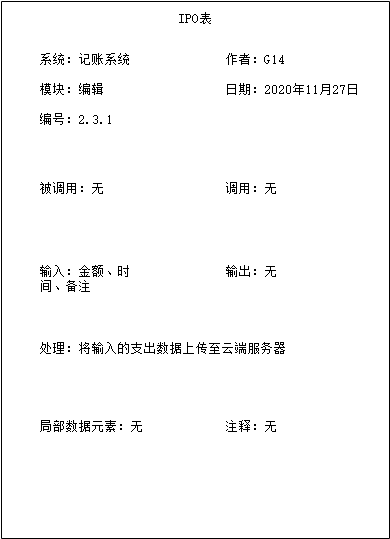 IPO表
系统：记账系统 作者：G14
模块：编辑 日期：2020年11月27日
编号：2.3.1
被调用：无 调用：无
输入：金额、时 输出：无
间、备注
处理：将输入的支出数据上传至云端服务器
局部数据元素：无 注释：无